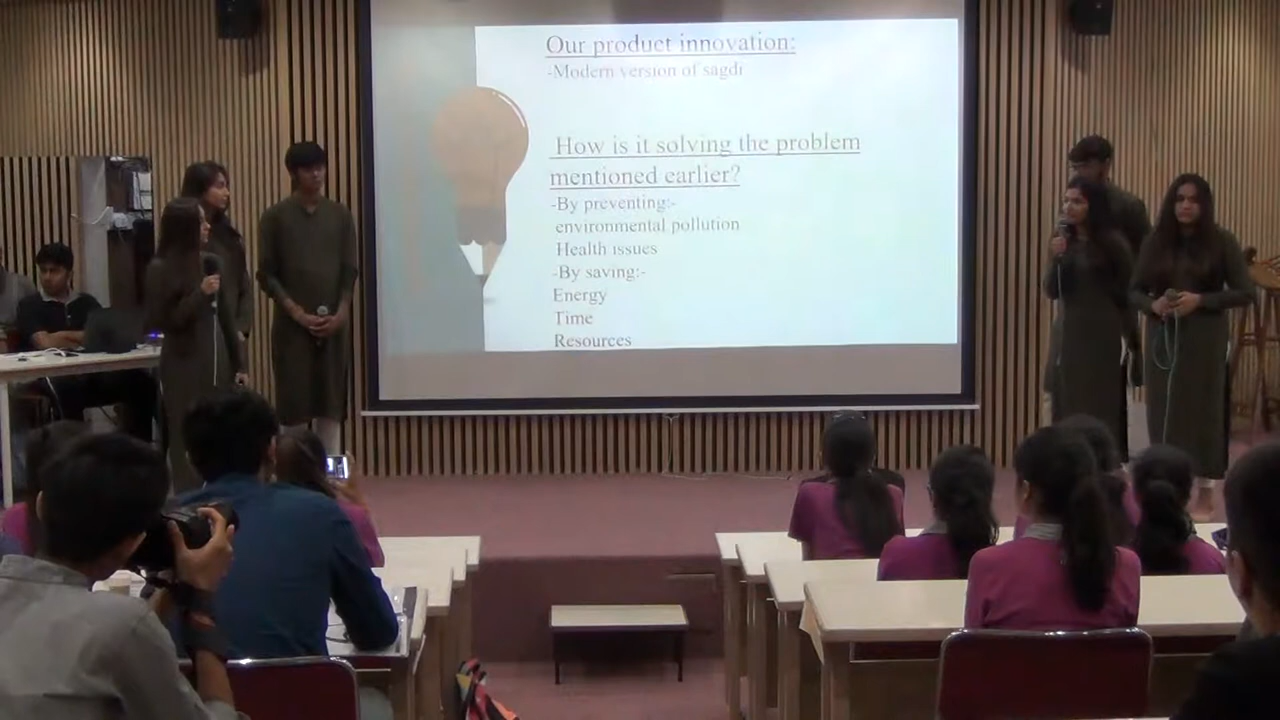 Our product innovation:
-Modern version of sagdi
How is it solving the problem
mentioned earlier?
-By preventing:-
environmental pollution
Health issues
-By saving:-
Energy
Time
Resources